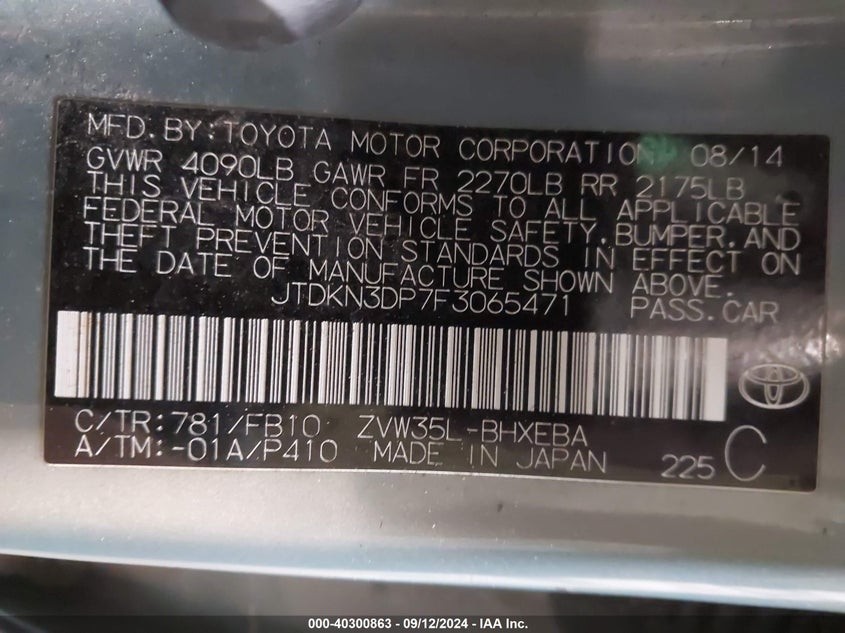 MFD.BY:TOYOTA MOTOR CORPORATION 08/14
GVWR 4090LB GAWR FR 2270LB RR 2175LB
THIS VEHICLE CONFORMS TO ALL APPLICABLE
FEDERAL MOTOR VEHICLE SAFETY,BUMPER,AND
THEFT PREVENTION STANDARDS IN EFFECT ON
THE DATE OF MANUFACTURE SHOWN ABOVE.
JTDKN3DP7F3065471 PASS.CAR
C/TR:781/FB10 ZVW35L-BHXEBA
A/TM:-01A/P410 MADE IN JAPAN 225 C
000-40300863 - 09/12/2024 - IAA Inc.